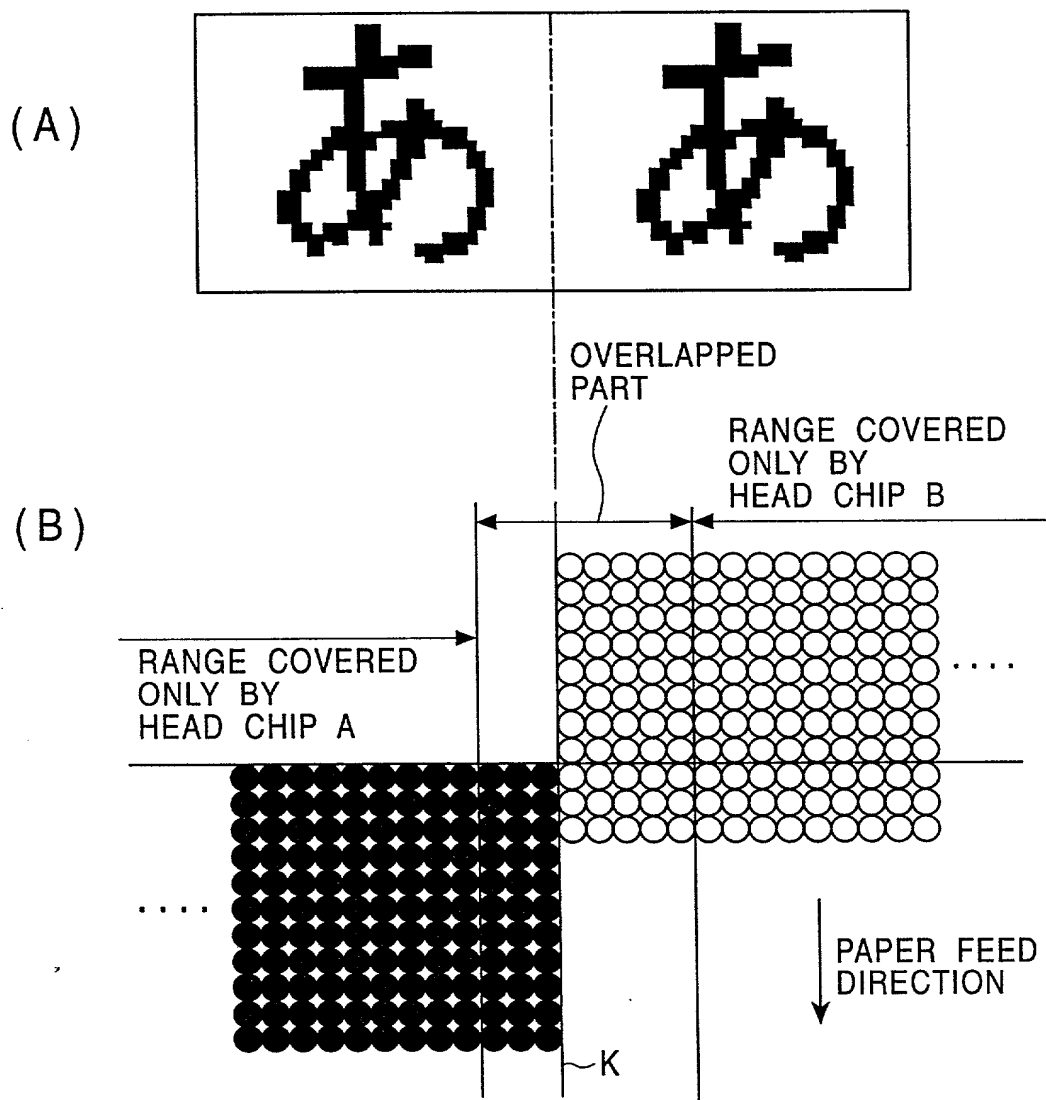 (A)
あ あ
OVERLAPPED
PART
RANGE COVERED
ONLY BY
HEAD CHIP B
(B)
RANGE COVERED
ONLY BY
HEAD CHIP A
....
....
PAPER FEED
DIRECTION
K